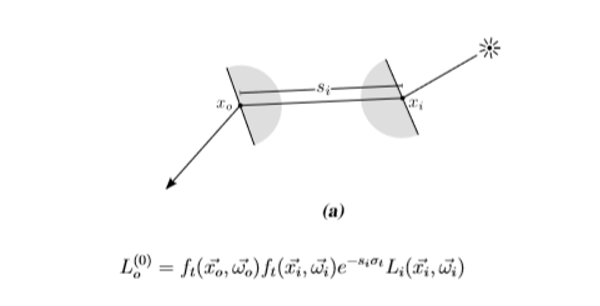 s_i
x_o
x_i
(a)
L_o^{(0)} = f_t(\vec{x_o}, \vec{\omega_o}) f_t(\vec{x_i}, \vec{\omega_i}) e^{-s_i \sigma_t} L_i(\vec{x_i}, \vec{\omega_i})